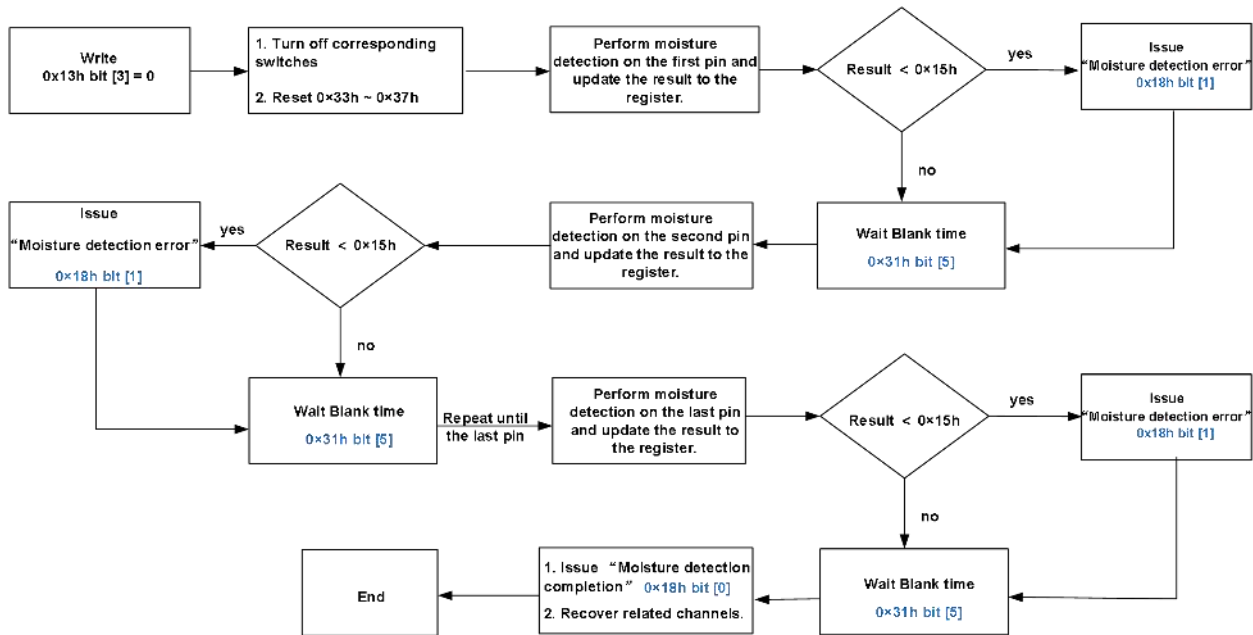 Write
0x13h bit [3] = 0
1. Turn off corresponding
switches
2. Reset 0×33h ~ 0×37h
Perform moisture
detection on the first pin and
update the result to the
register.
Result < 0×15h
yes
Issue
“Moisture detection error”
0x18h bit [1]
no
Issue
“Moisture detection error”
0×18h bit [1]
yes
Result < 0×15h
Perform moisture
detection on the second pin
and update the result to the
register.
Wait Blank time
0×31h bit [5]
no
Wait Blank time
0×31h bit [5]
Repeat until
the last pin
Perform moisture
detection on the last pin
and update the result to
the register.
Result < 0×15h
yes
Issue
“Moisture detection error”
0×18h bit [1]
no
End
1. Issue “Moisture detection
completion” 0×18h bit [0]
2. Recover related channels.
Wait Blank time
0×31h bit [5]